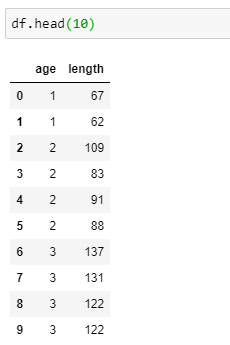 df.head(10)
age length
0 1 67
1 1 62
2 2 109
3 2 83
4 2 91
5 2 88
6 3 137
7 3 131
8 3 122
9 3 122